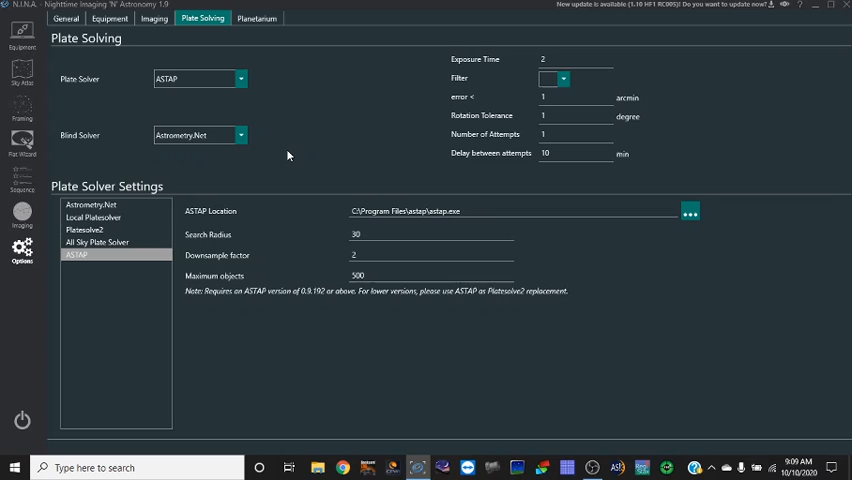 N.I.N.A. - Nighttime Imaging 'N' Astronomy 1.9
New update is available! (1.10 HF1 RC005)! Do you want to update now?
General
Equipment
Imaging
Plate Solving
Planetarium
Equipment
Sky Atlas
Framing
Flat Wizard
Sequence
Imaging
Options
Plate Solving
Plate Solver
ASTAP
Blind Solver
Astrometry.Net
Exposure Time 2
Filter
error < 1 arcmin
Rotation Tolerance 1 degree
Number of Attempts 1
Delay between attempts 10 min
Plate Solver Settings
Astrometry.Net
Local Platesolver
Platesolve2
All Sky Plate Solver
ASTAP
ASTAP Location C:\Program Files\astap\astap.exe ...
Search Radius 30
Downsample factor 2
Maximum objects 500
Note: Requires an ASTAP version of 0.9.192 or above. For lower versions, please use ASTAP as Platesolve2 replacement.
Type here to search
9:09 AM
10/10/2020